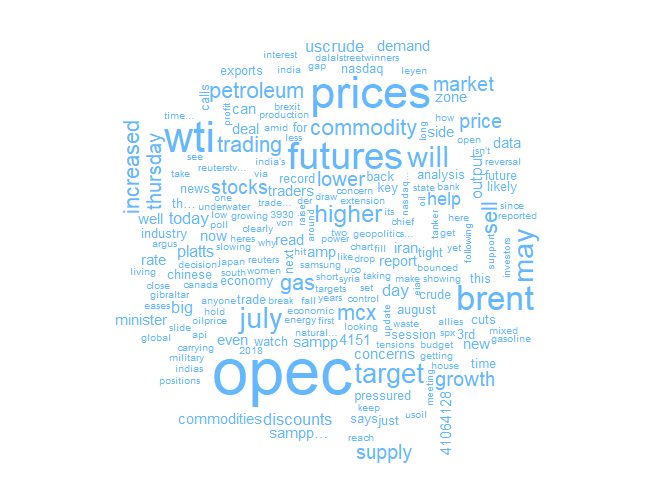 uscrude demand
interest
dalalstreetwinners
gap
exports india nasdaq leyen
petroleum prices market
calls profit can brexit zone
time… production
increased thursday wti deal amid for commodity long how price
see trading less side open data
reuterstv… india's futures will isn't
take via back analysis output reversal
news stocks record lower key state bank future
th… one traders der draw concern extension nasdaq… help likely
low growing 3930 von trade… raise higher its tanker here sell since
well today poll clearly around two geopolitics… following support reported
industry slowing heres why hit power chart fill iran tight yet get may
argus now read amp like drop bounced investors
platts japan reuters next samsung uco report this
rate decision south women gas syria taking showing
living chinese economy short make eia
close canada targets set day crude brent
gibraltar anyone trade break fall years control august
eases big hold july economic mcx update allies cuts
minister oilprice energy first looking waste spx 3rd mixed
slide api natural… session new gasoline
global carrying even watch sampp 4151 tensions budget
military 2018 concerns getting time
indias opec target house growth
positions pressured meeting
keep
commodities discounts says just usoil 41064128
sampp… reach
supply
underwater
oil
chief